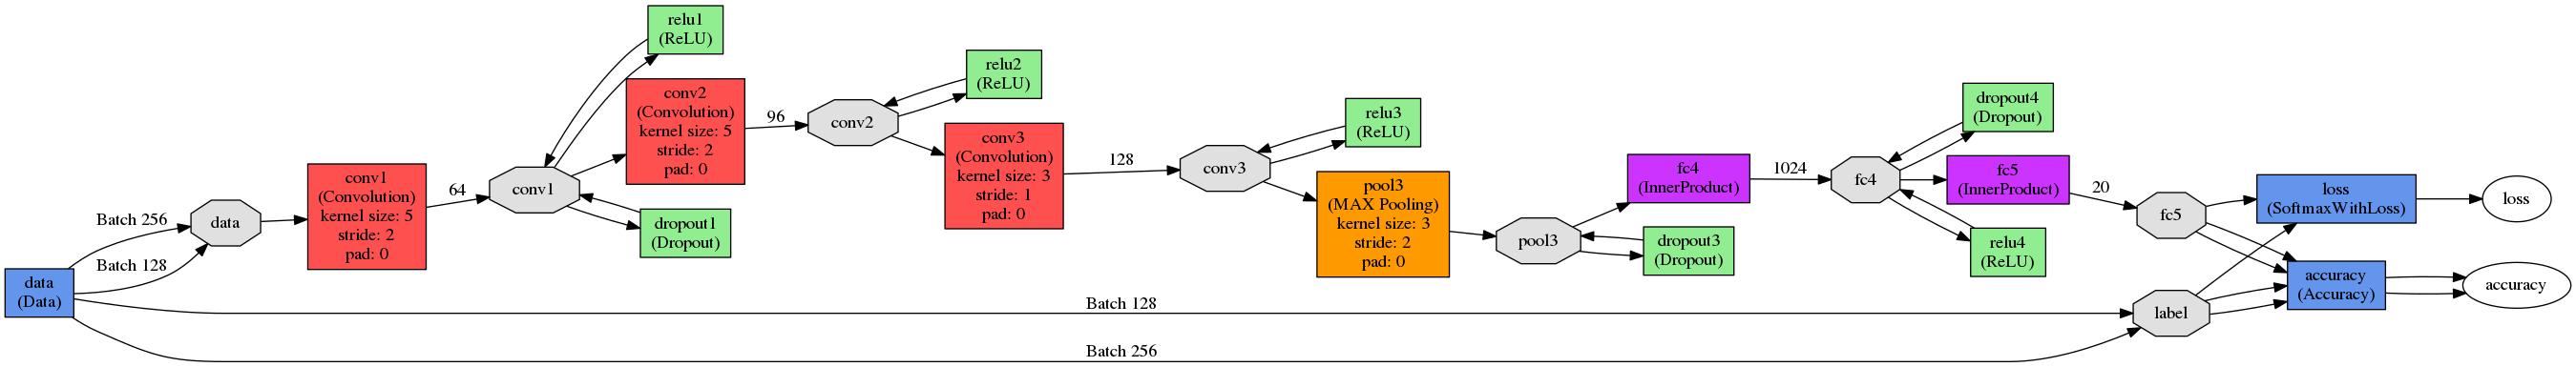 data
(Data)
Batch 256
Batch 128
data
conv1
(Convolution)
kernel size: 5
stride: 2
pad: 0
64
conv1
relu1
(ReLU)
conv2
(Convolution)
kernel size: 5
stride: 2
pad: 0
dropout1
(Dropout)
96
conv2
relu2
(ReLU)
conv3
(Convolution)
kernel size: 3
stride: 1
pad: 0
128
conv3
relu3
(ReLU)
pool3
(MAX Pooling)
kernel size: 3
stride: 2
pad: 0
pool3
fc4
(InnerProduct)
dropout3
(Dropout)
1024
fc4
dropout4
(Dropout)
fc5
(InnerProduct)
relu4
(ReLU)
20
fc5
Batch 128
Batch 256
label
loss
(SoftmaxWithLoss)
accuracy
(Accuracy)
loss
accuracy